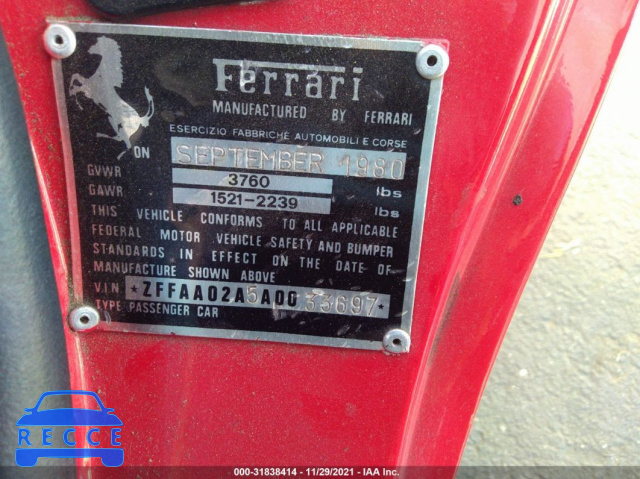 Ferrari
MANUFACTURED BY FERRARI
ESERCIZIO FABBRICHE AUTOMOBILI E CORSE
ON SEPTEMBER 1980
GVWR 3760 lbs
GAWR 1521-2239 lbs
THIS VEHICLE CONFORMS TO ALL APPLICABLE
FEDERAL MOTOR VEHICLE SAFETY AND BUMPER
STANDARDS IN EFFECT ON THE DATE OF
MANUFACTURE SHOWN ABOVE
V.I.N. *ZFFAA02A5A0033697*
TYPE PASSENGER CAR
RECCE
000-31838414 - 11/29/2021 - IAA Inc.